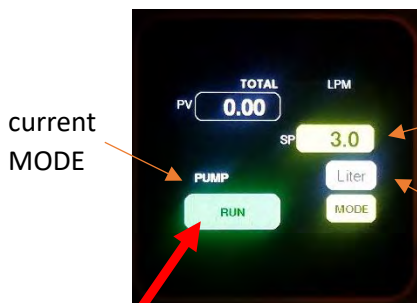 current
MODE
TOTAL
LPM
PV 0.00
SP 3.0
PUMP
Liter
RUN
MODE